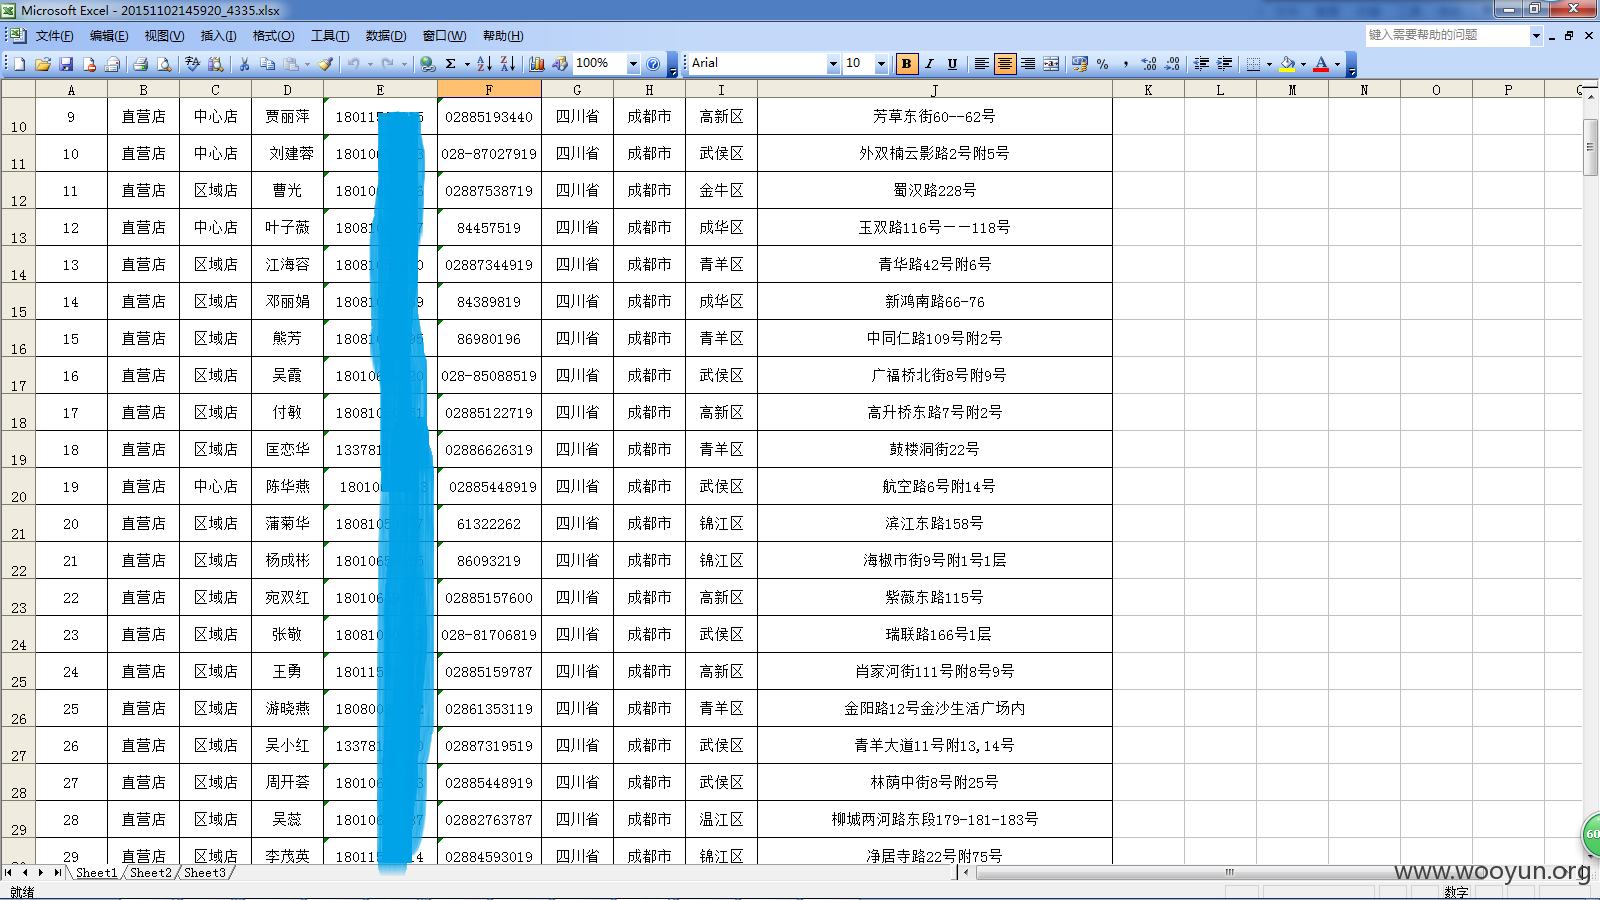 Microsoft Excel - 20151102145920_4335.xlsx
文件(F) 编辑(E) 视图(V) 插入(I) 格式(O) 工具(T) 数据(D) 窗口(W) 帮助(H) 键入需要帮助的问题
100% Arial 10 B I U
A B C D E F G H I J K L M N O P
10 9 直营店 中心店 贾丽萍 18011 5 02885193440 四川省 成都市 高新区 芳草东街60--62号
11 10 直营店 中心店 刘建蓉 18010 3 028-87027919 四川省 成都市 武侯区 外双楠云影路2号附5号
12 11 直营店 区域店 曹光 18010 6 02887538719 四川省 成都市 金牛区 蜀汉路228号
13 12 直营店 中心店 叶子薇 18081 7 84457519 四川省 成都市 成华区 玉双路116号——118号
14 13 直营店 区域店 江海容 18081 0 02887344919 四川省 成都市 青羊区 青华路42号附6号
15 14 直营店 区域店 邓丽娟 18081 9 84389819 四川省 成都市 成华区 新鸿南路66-76
16 15 直营店 区域店 熊芳 18081 95 86980196 四川省 成都市 青羊区 中同仁路109号附2号
17 16 直营店 区域店 吴霞 18010 20 028-85088519 四川省 成都市 武侯区 广福桥北街8号附9号
18 17 直营店 区域店 付敏 18081 1 02885122719 四川省 成都市 高新区 高升桥东路7号附2号
19 18 直营店 区域店 匡恋华 13378 02886626319 四川省 成都市 青羊区 鼓楼洞街22号
20 19 直营店 中心店 陈华燕 18010 3 02885448919 四川省 成都市 武侯区 航空路6号附14号
21 20 直营店 区域店 蒲菊华 180810 7 61322262 四川省 成都市 锦江区 滨江东路158号
22 21 直营店 区域店 杨成彬 18010 5 86093219 四川省 成都市 锦江区 海椒市街9号附1号1层
23 22 直营店 区域店 宛双红 18010 02885157600 四川省 成都市 高新区 紫薇东路115号
24 23 直营店 区域店 张敬 18081 028-81706819 四川省 成都市 武侯区 瑞联路166号1层
25 24 直营店 区域店 王勇 18011 02885159787 四川省 成都市 高新区 肖家河街111号附8号9号
26 25 直营店 区域店 游晓燕 18080 2 02861353119 四川省 成都市 青羊区 金阳路12号金沙生活广场内
27 26 直营店 区域店 吴小红 13378 0 02887319519 四川省 成都市 武侯区 青羊大道11号附13,14号
28 27 直营店 区域店 周开荟 18010 3 02885448919 四川省 成都市 武侯区 林荫中街8号附25号
29 28 直营店 区域店 吴蕊 18010 87 02882763787 四川省 成都市 温江区 柳城两河路东段179-181-183号
29 直营店 区域店 李茂英 18011 14 02884593019 四川省 成都市 锦江区 净居寺路22号附75号
Sheet1 Sheet2 Sheet3
www.wooyun.org
就绪 数字
60